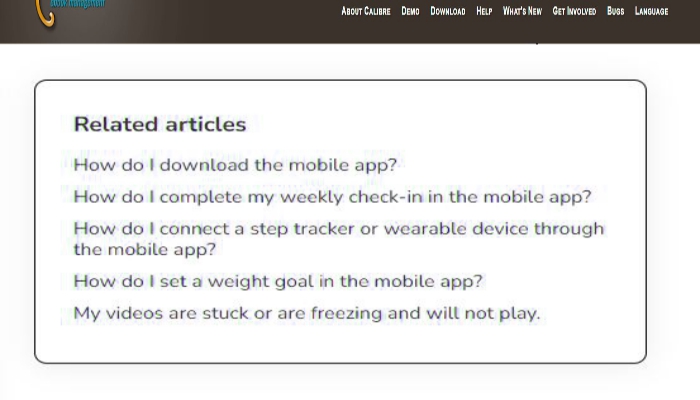 ebook management
About Calibre Demo Download Help What's New Get Involved Bugs Language
Related articles
How do I download the mobile app?
How do I complete my weekly check-in in the mobile app?
How do I connect a step tracker or wearable device through
the mobile app?
How do I set a weight goal in the mobile app?
My videos are stuck or are freezing and will not play.